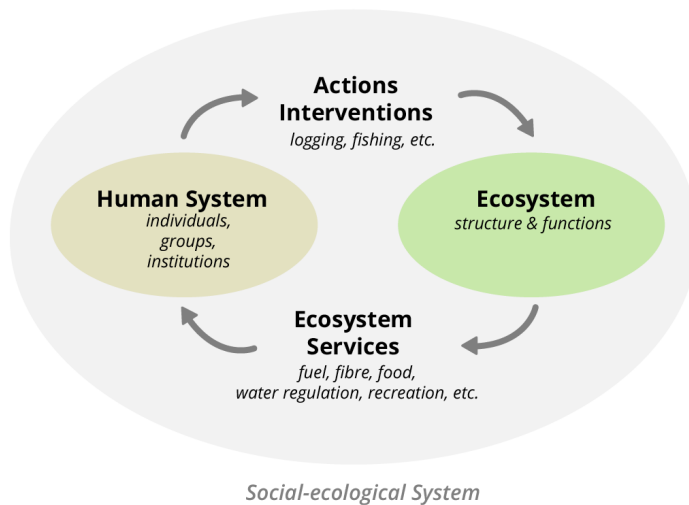 Actions
Interventions
logging, fishing, etc.
Human System
individuals,
groups,
institutions
Ecosystem
structure & functions
Ecosystem
Services
fuel, fibre, food,
water regulation, recreation, etc.
Social-ecological System